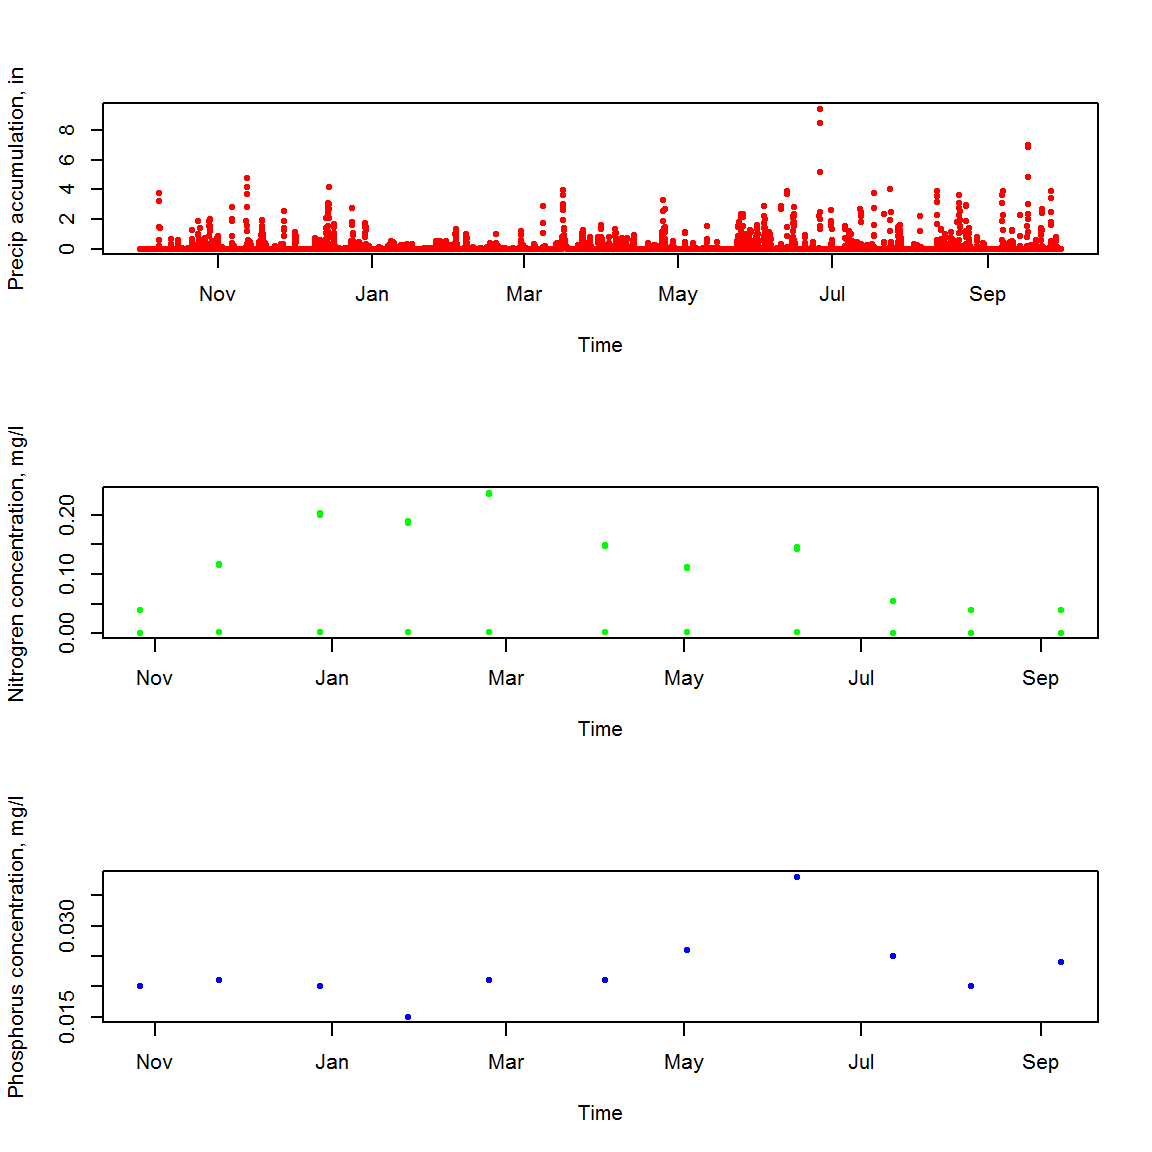 Precip accumulation, in
8
6
4
2
0
Nov Jan Mar May Jul Sep
Time
Nitrogren concentration, mg/l
0.20
0.10
0.00
Nov Jan Mar May Jul Sep
Time
Phosphorus concentration, mg/l
0.030
0.015
Nov Jan Mar May Jul Sep
Time